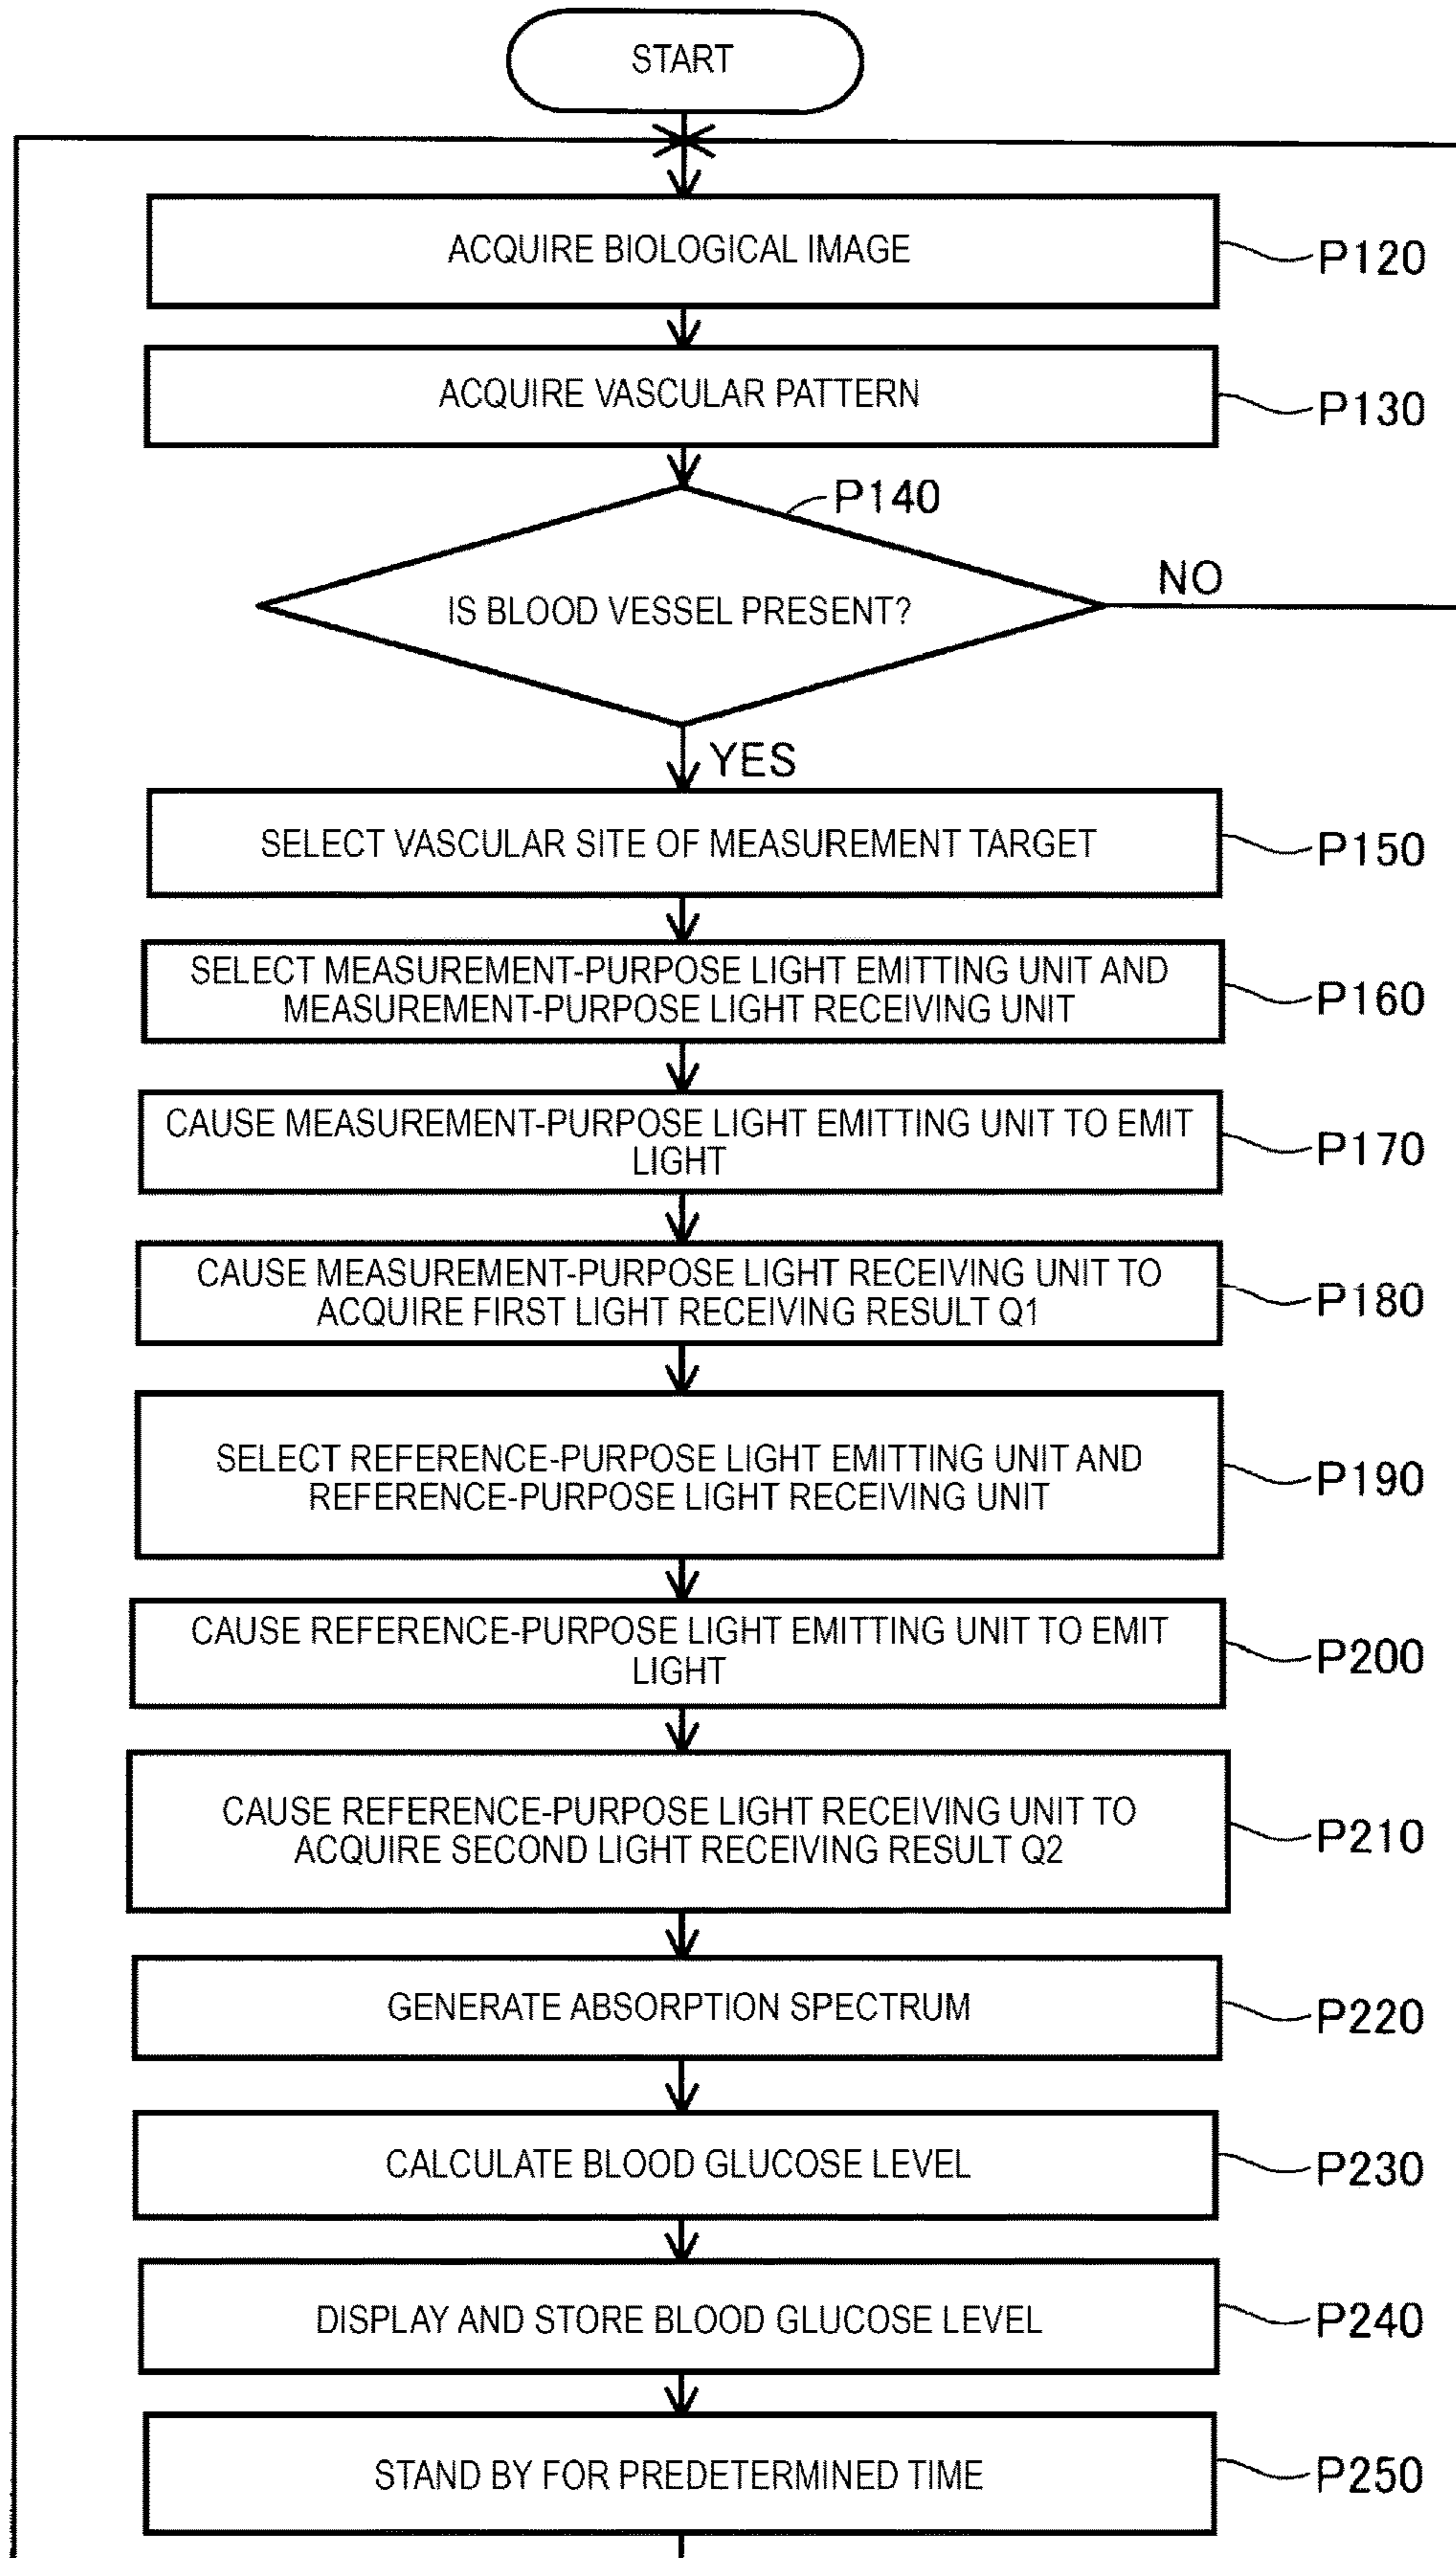 START
ACQUIRE BIOLOGICAL IMAGE
P120
ACQUIRE VASCULAR PATTERN
P130
P140
IS BLOOD VESSEL PRESENT?
NO
YES
SELECT VASCULAR SITE OF MEASUREMENT TARGET
P150
SELECT MEASUREMENT-PURPOSE LIGHT EMITTING UNIT AND
MEASUREMENT-PURPOSE LIGHT RECEIVING UNIT
P160
CAUSE MEASUREMENT-PURPOSE LIGHT EMITTING UNIT TO EMIT
LIGHT
P170
CAUSE MEASUREMENT-PURPOSE LIGHT RECEIVING UNIT TO
ACQUIRE FIRST LIGHT RECEIVING RESULT Q1
P180
SELECT REFERENCE-PURPOSE LIGHT EMITTING UNIT AND
REFERENCE-PURPOSE LIGHT RECEIVING UNIT
P190
CAUSE REFERENCE-PURPOSE LIGHT EMITTING UNIT TO EMIT
LIGHT
P200
CAUSE REFERENCE-PURPOSE LIGHT RECEIVING UNIT TO
ACQUIRE SECOND LIGHT RECEIVING RESULT Q2
P210
GENERATE ABSORPTION SPECTRUM
P220
CALCULATE BLOOD GLUCOSE LEVEL
P230
DISPLAY AND STORE BLOOD GLUCOSE LEVEL
P240
STAND BY FOR PREDETERMINED TIME
P250